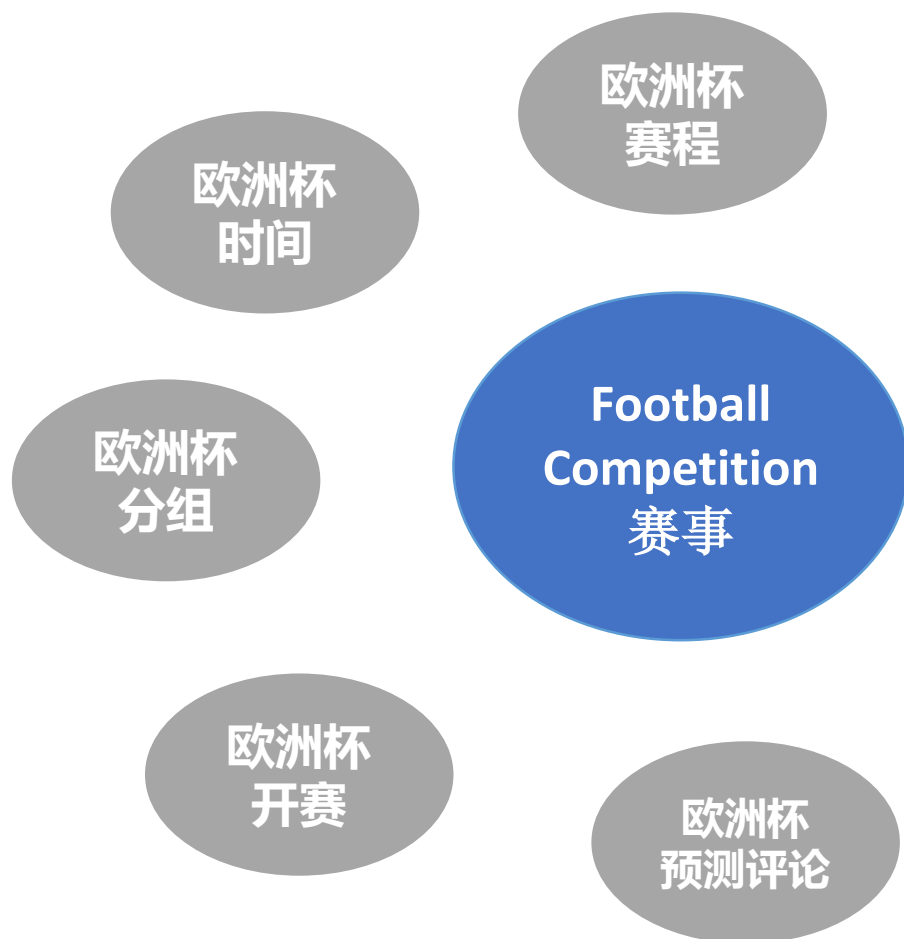 欧洲杯
赛程
欧洲杯
时间
Football
Competition
赛事
欧洲杯
分组
欧洲杯
开赛
欧洲杯
预测评论